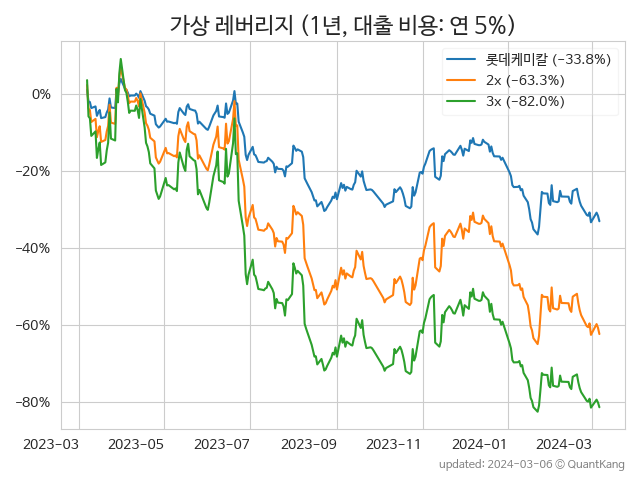 가상 레버리지 (1년, 대출 비용: 연 5%)
롯데케미칼 (−33.8%)
2x (−63.3%)
3x (−82.0%)
0%
−20%
−40%
−60%
−80%
2023-03 2023-05 2023-07 2023-09 2023-11 2024-01 2024-03
updated: 2024-03-06 © QuantKang